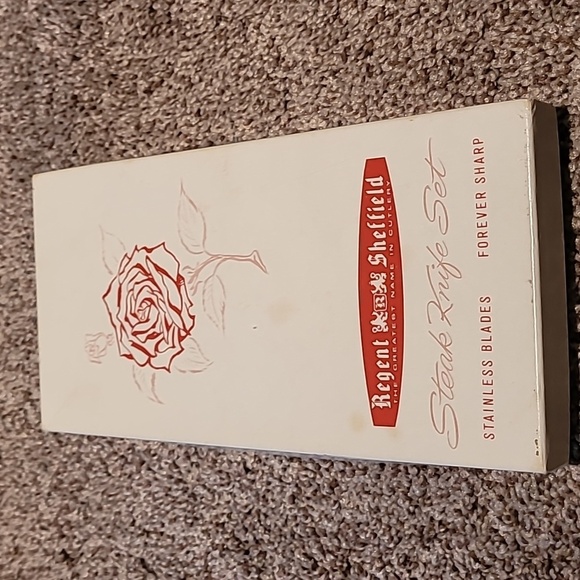 Regent Sheffield
THE GREATEST NAME IN CUTLERY
Steak Knife Set
STAINLESS BLADES FOREVER SHARP